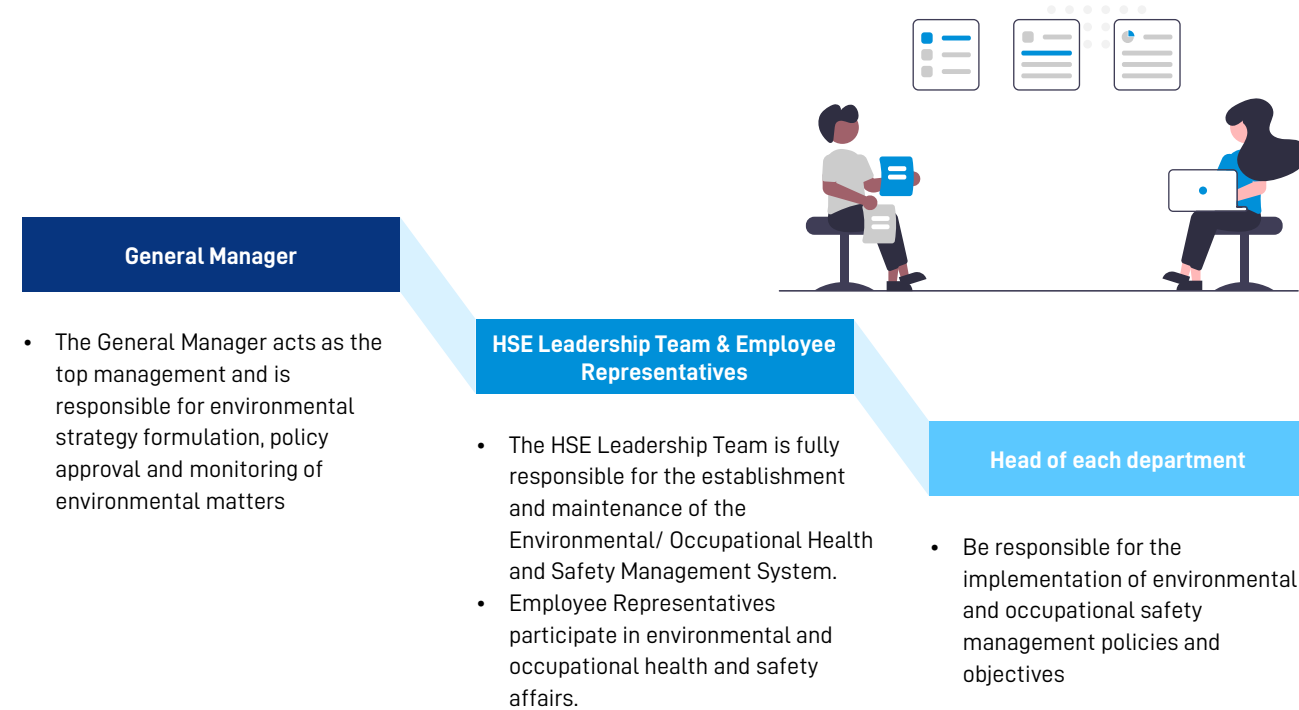 General Manager
• The General Manager acts as the
top management and is
responsible for environmental
strategy formulation, policy
approval and monitoring of
environmental matters
HSE Leadership Team & Employee
Representatives
• The HSE Leadership Team is fully
responsible for the establishment
and maintenance of the
Environmental/ Occupational Health
and Safety Management System.
• Employee Representatives
participate in environmental and
occupational health and safety
affairs.
Head of each department
• Be responsible for the
implementation of environmental
and occupational safety
management policies and
objectives